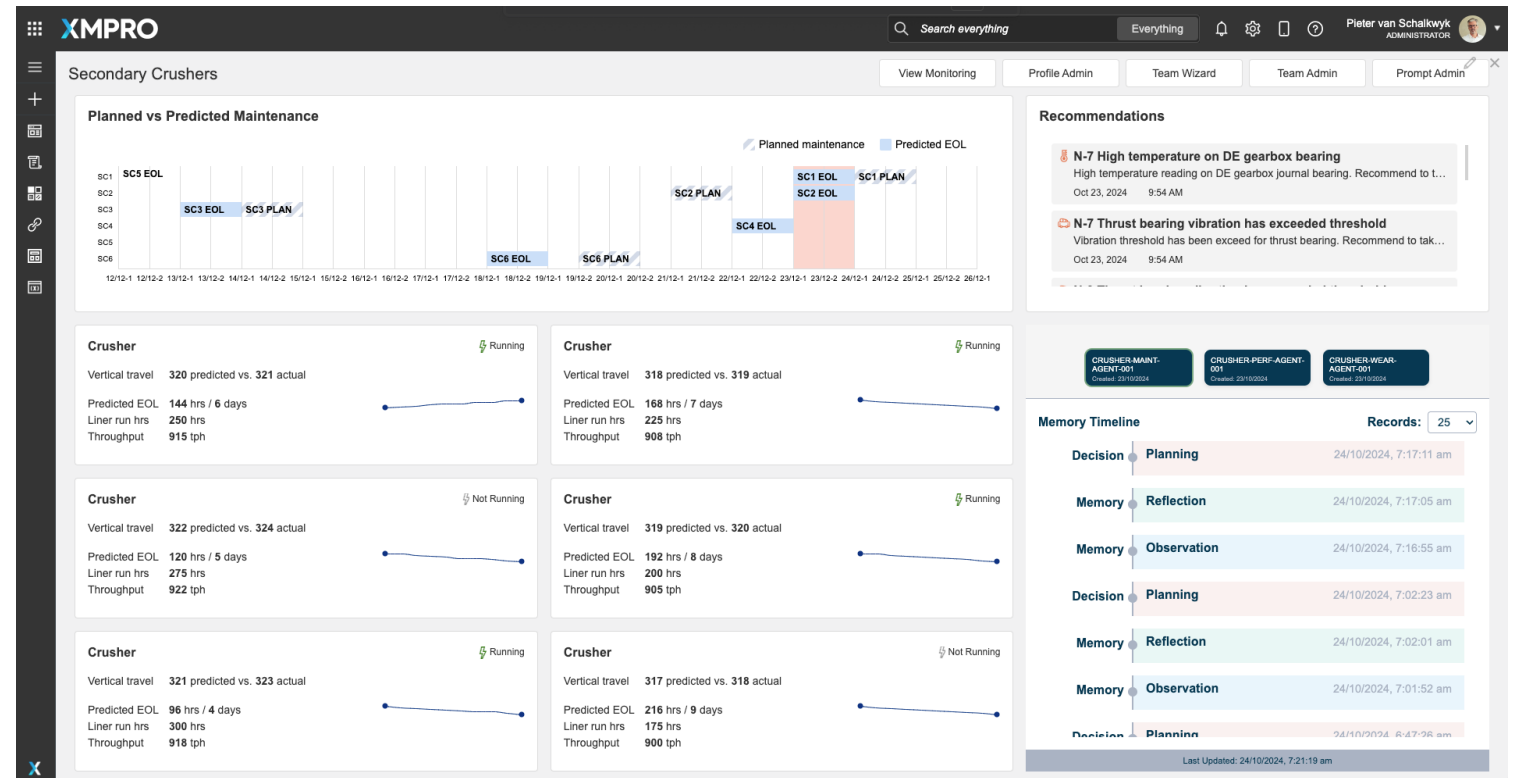 XMPRO
Search everything
Everything
Pieter van Schalkwyk
ADMINISTRATOR
Secondary Crushers
View Monitoring
Profile Admin
Team Wizard
Team Admin
Prompt Admin
Planned vs Predicted Maintenance
Planned maintenance
Predicted EOL
SC1
SC5 EOL
SC1 EOL
SC1 PLAN
SC2
SC2 PLAN
SC2 EOL
SC3
SC3 EOL
SC3 PLAN
SC4
SC4 EOL
SC5
SC6
SC6 EOL
SC6 PLAN
12/12-1 12/12-2 13/12-1 13/12-2 14/12-1 14/12-2 15/12-1 15/12-2 16/12-1 16/12-2 17/12-1 17/12-2 18/12-1 18/12-2 19/12-1 19/12-2 20/12-1 20/12-2 21/12-1 21/12-2 22/12-1 22/12-2 23/12-1 23/12-2 24/12-1 24/12-2 25/12-1 25/12-2 26/12-1
Recommendations
N-7 High temperature on DE gearbox bearing
High temperature reading on DE gearbox journal bearing. Recommend to t...
Oct 23, 2024 9:54 AM
N-7 Thrust bearing vibration has exceeded threshold
Vibration threshold has been exceed for thrust bearing. Recommend to tak...
Oct 23, 2024 9:54 AM
Crusher
Running
Vertical travel 320 predicted vs. 321 actual
Predicted EOL 144 hrs / 6 days
Liner run hrs 250 hrs
Throughput 915 tph
Crusher
Running
Vertical travel 318 predicted vs. 319 actual
Predicted EOL 168 hrs / 7 days
Liner run hrs 225 hrs
Throughput 908 tph
Crusher
Not Running
Vertical travel 322 predicted vs. 324 actual
Predicted EOL 120 hrs / 5 days
Liner run hrs 275 hrs
Throughput 922 tph
Crusher
Running
Vertical travel 319 predicted vs. 320 actual
Predicted EOL 192 hrs / 8 days
Liner run hrs 200 hrs
Throughput 905 tph
Crusher
Running
Vertical travel 321 predicted vs. 323 actual
Predicted EOL 96 hrs / 4 days
Liner run hrs 300 hrs
Throughput 918 tph
Crusher
Not Running
Vertical travel 317 predicted vs. 318 actual
Predicted EOL 216 hrs / 9 days
Liner run hrs 175 hrs
Throughput 900 tph
CRUSHER-MAINT-
AGENT-001
Created: 23/10/2024
CRUSHER-PERF-AGENT-
001
Created: 23/10/2024
CRUSHER-WEAR-
AGENT-001
Created: 23/10/2024
Memory Timeline
Records: 25
Decision Planning 24/10/2024, 7:17:11 am
Memory Reflection 24/10/2024, 7:17:05 am
Memory Observation 24/10/2024, 7:16:55 am
Decision Planning 24/10/2024, 7:02:23 am
Memory Reflection 24/10/2024, 7:02:01 am
Memory Observation 24/10/2024, 7:01:52 am
Decision Planning 24/10/2024, 6:47:26 am
Last Updated: 24/10/2024, 7:21:19 am